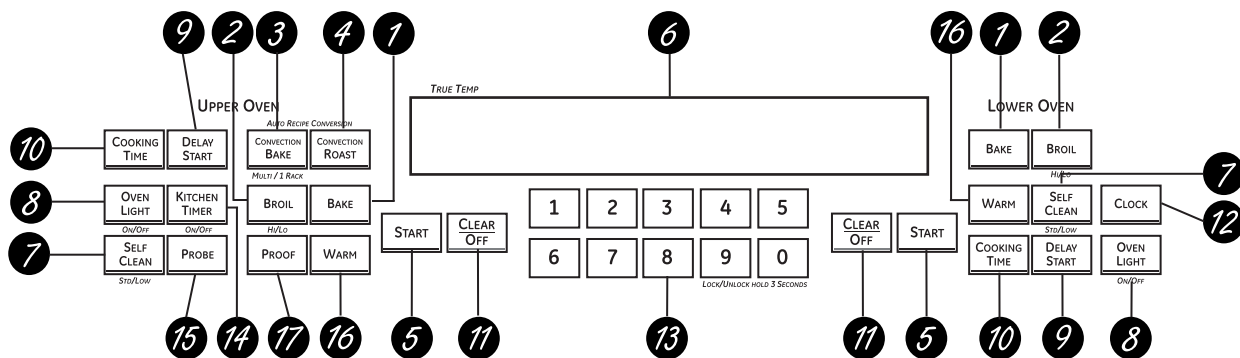 9 2 3 4 1 6 16 1 2
TRUE TEMP
UPPER OVEN
LOWER OVEN
AUTO RECIPE CONVERSION
10
COOKING TIME
DELAY START
CONVECTION BAKE
CONVECTION ROAST
BAKE
BROIL
MULTI / 1 RACK
HI/LO
7
8
OVEN LIGHT
KITCHEN TIMER
BROIL
BAKE
1 2 3 4 5
WARM
SELF CLEAN
CLOCK
12
ON/OFF
ON/OFF
HI/LO
STD/LOW
START
CLEAR OFF
CLEAR OFF
START
7
SELF CLEAN
PROBE
PROOF
WARM
6 7 8 9 0
COOKING TIME
DELAY START
OVEN LIGHT
STD/LOW
LOCK/UNLOCK HOLD 3 SECONDS
ON/OFF
15 14 17 16 5 11 13 11 5 10 9 8